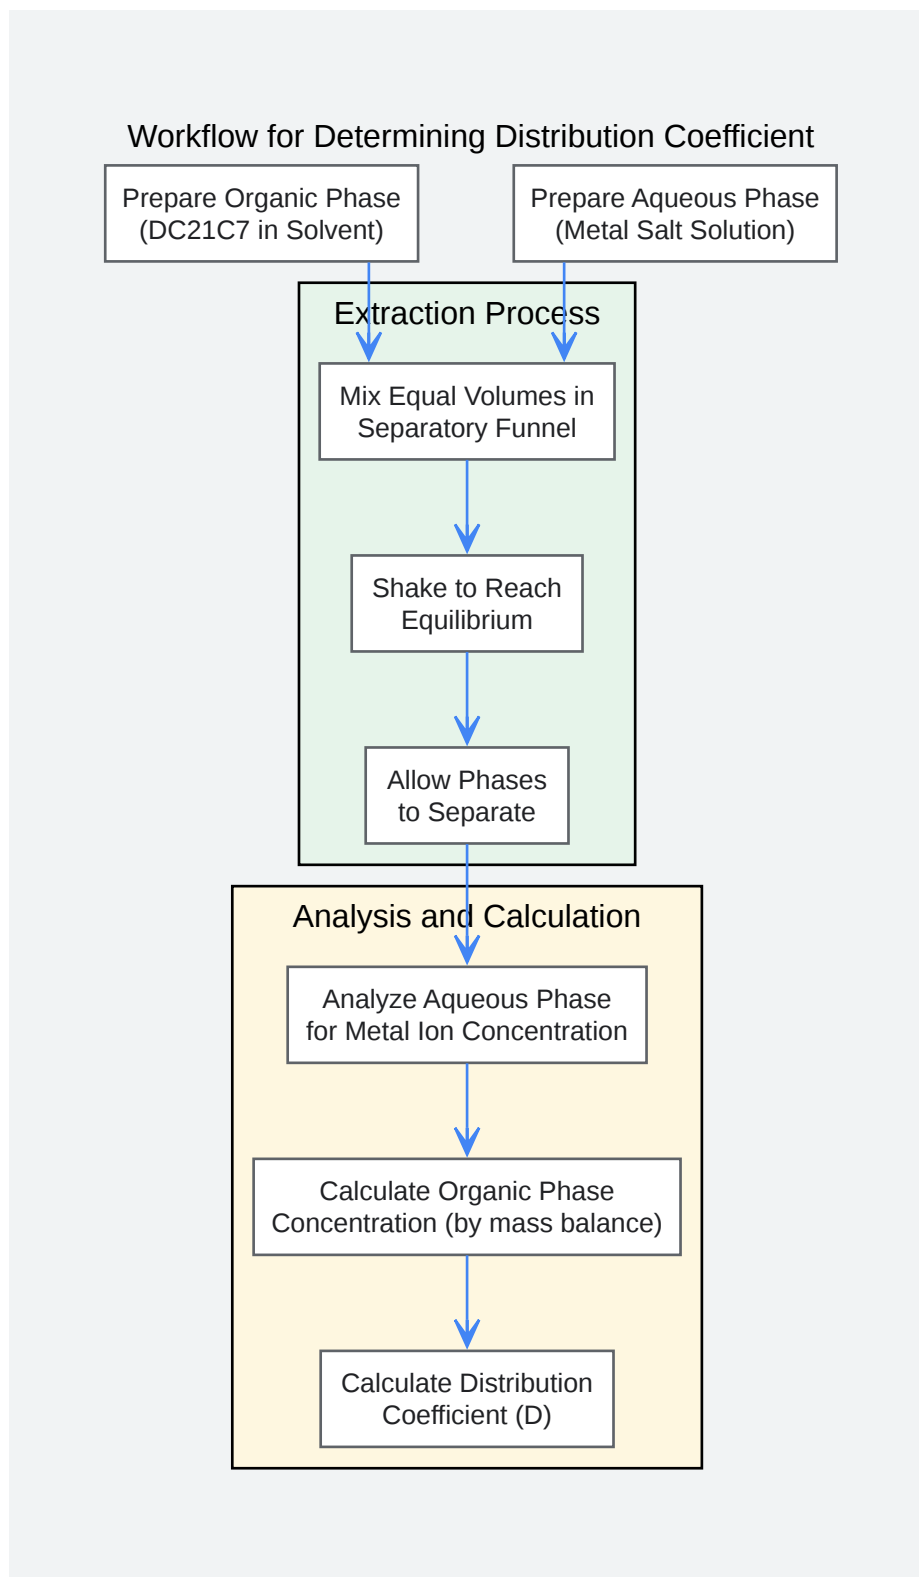 Workflow for Determining Distribution Coefficient
Prepare Organic Phase
(DC21C7 in Solvent)
Prepare Aqueous Phase
(Metal Salt Solution)
Extraction Process
Mix Equal Volumes in
Separatory Funnel
Shake to Reach
Equilibrium
Allow Phases
to Separate
Analysis and Calculation
Analyze Aqueous Phase
for Metal Ion Concentration
Calculate Organic Phase
Concentration (by mass balance)
Calculate Distribution
Coefficient (D)